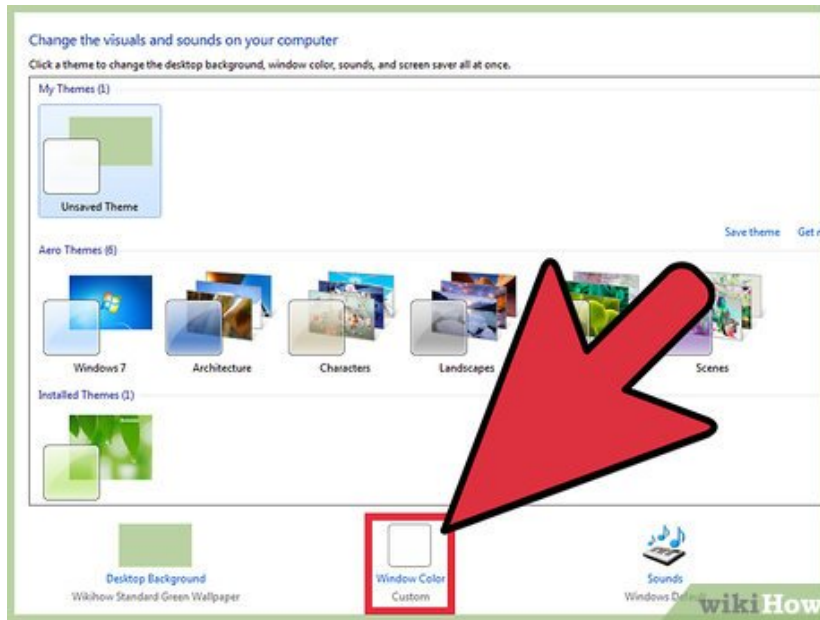 Change the visuals and sounds on your computer
Click a theme to change the desktop background, window color, sounds, and screen saver all at once.
My Themes (1)
Unsaved Theme
Save theme Get
Aero Themes (6)
Windows 7 Architecture Characters Landscapes Scenes
Installed Themes (1)
Desktop Background Window Color Sounds
Wikihow Standard Green Wallpaper Custom Windows
wikiHow